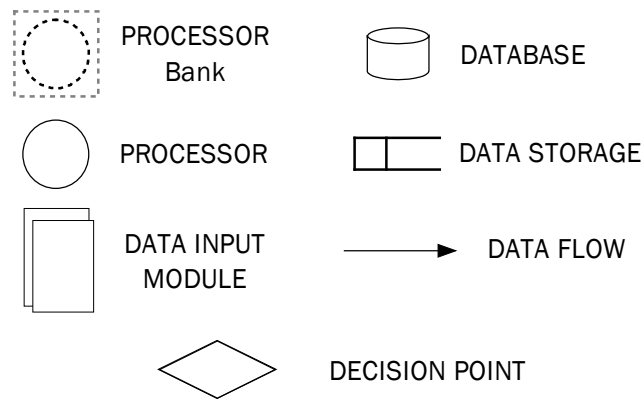 PROCESSOR
Bank
DATABASE
PROCESSOR
DATA STORAGE
DATA INPUT
MODULE
DATA FLOW
DECISION POINT